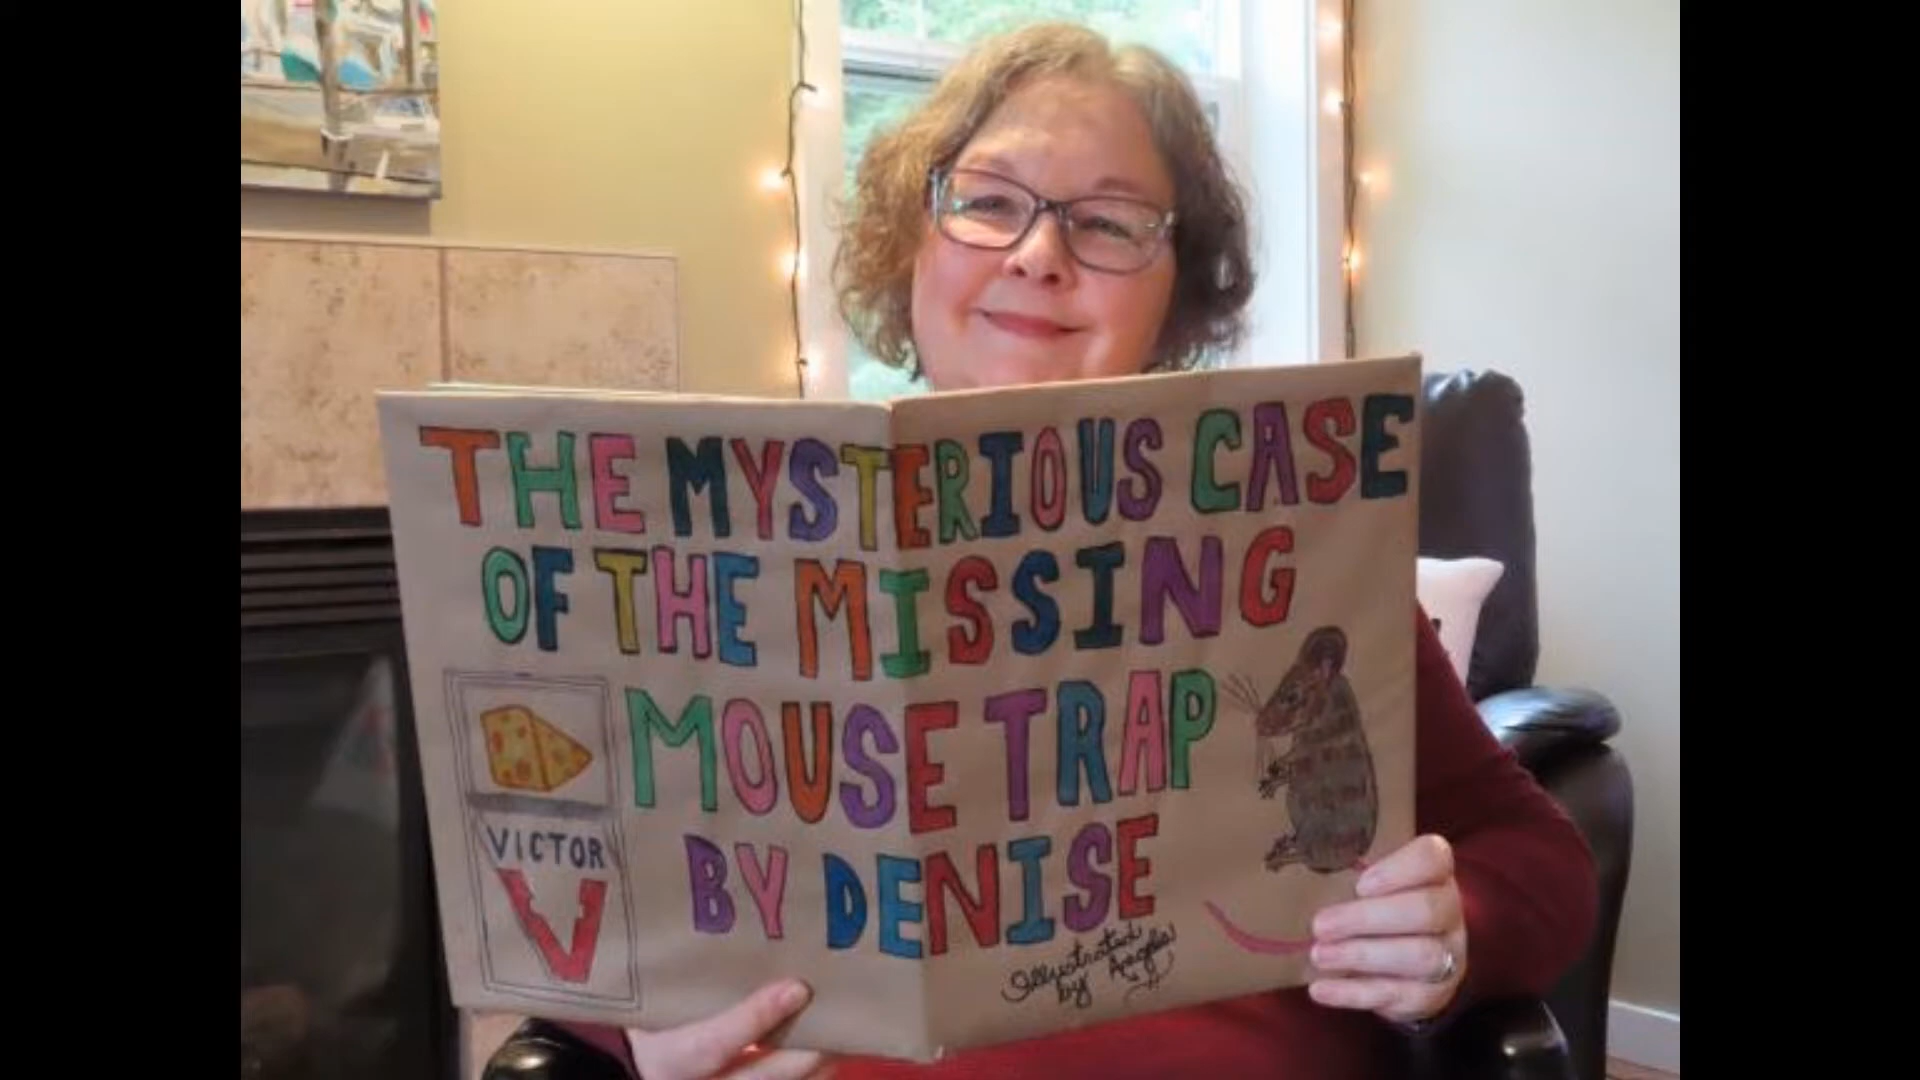 THE MYSTERIOUS CASE
OF THE MISSING
MOUSE TRAP
BY DENISE
Illustrated
by Angela
VICTOR
V